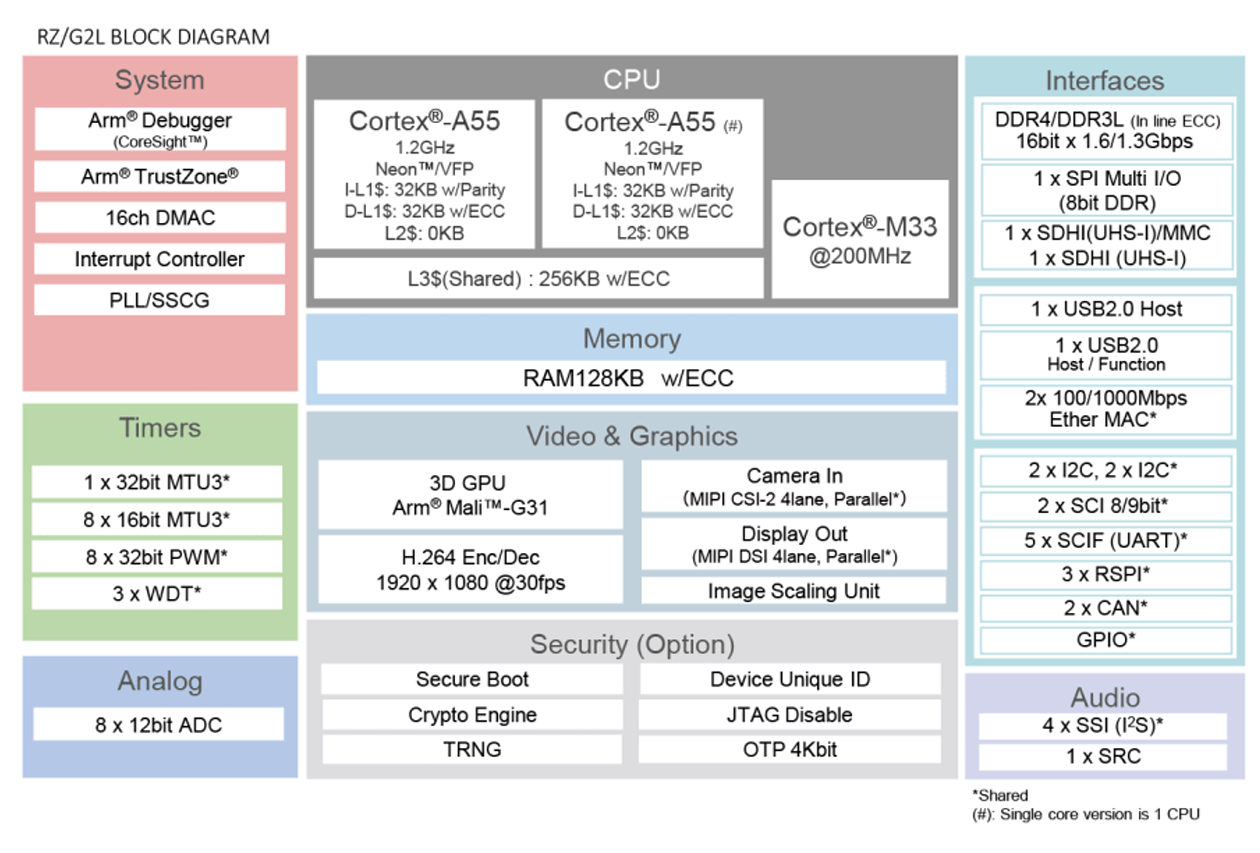 RZ/G2L BLOCK DIAGRAM
System
Arm® Debugger
(CoreSight™)
Arm® TrustZone®
16ch DMAC
Interrupt Controller
PLL/SSCG
Timers
1 x 32bit MTU3*
8 x 16bit MTU3*
8 x 32bit PWM*
3 x WDT*
Analog
8 x 12bit ADC
CPU
Cortex®-A55
1.2GHz
Neon™/VFP
I-L1$: 32KB w/Parity
D-L1$: 32KB w/ECC
L2$: 0KB
Cortex®-A55 (#)
1.2GHz
Neon™/VFP
I-L1$: 32KB w/Parity
D-L1$: 32KB w/ECC
L2$: 0KB
L3$(Shared) : 256KB w/ECC
Cortex®-M33
@200MHz
Memory
RAM128KB w/ECC
Video & Graphics
3D GPU
Arm® Mali™-G31
H.264 Enc/Dec
1920 x 1080 @30fps
Camera In
(MIPI CSI-2 4lane, Parallel*)
Display Out
(MIPI DSI 4lane, Parallel*)
Image Scaling Unit
Security (Option)
Secure Boot
Crypto Engine
TRNG
Device Unique ID
JTAG Disable
OTP 4Kbit
Interfaces
DDR4/DDR3L (In line ECC)
16bit x 1.6/1.3Gbps
1 x SPI Multi I/O
(8bit DDR)
1 x SDHI(UHS-I)/MMC
1 x SDHI (UHS-I)
1 x USB2.0 Host
1 x USB2.0
Host / Function
2x 100/1000Mbps
Ether MAC*
2 x I2C, 2 x I2C*
2 x SCI 8/9bit*
5 x SCIF (UART)*
3 x RSPI*
2 x CAN*
GPIO*
Audio
4 x SSI (I²S)*
1 x SRC
*Shared
(#): Single core version is 1 CPU